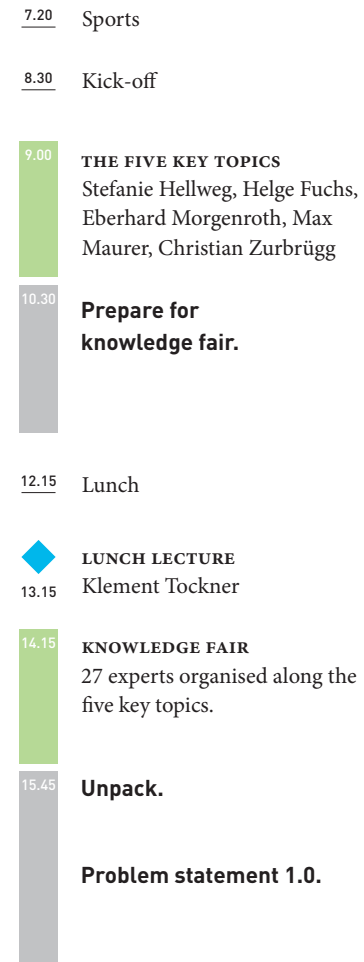 7.20 Sports
8.30 Kick-off
9.00 THE FIVE KEY TOPICS
Stefanie Hellweg, Helge Fuchs,
Eberhard Morgenroth, Max
Maurer, Christian Zurbrügg
10.30 Prepare for
knowledge fair.
12.15 Lunch
LUNCH LECTURE
13.15 Klement Tockner
14.15 KNOWLEDGE FAIR
27 experts organised along the
five key topics.
15.45 Unpack.
Problem statement 1.0.